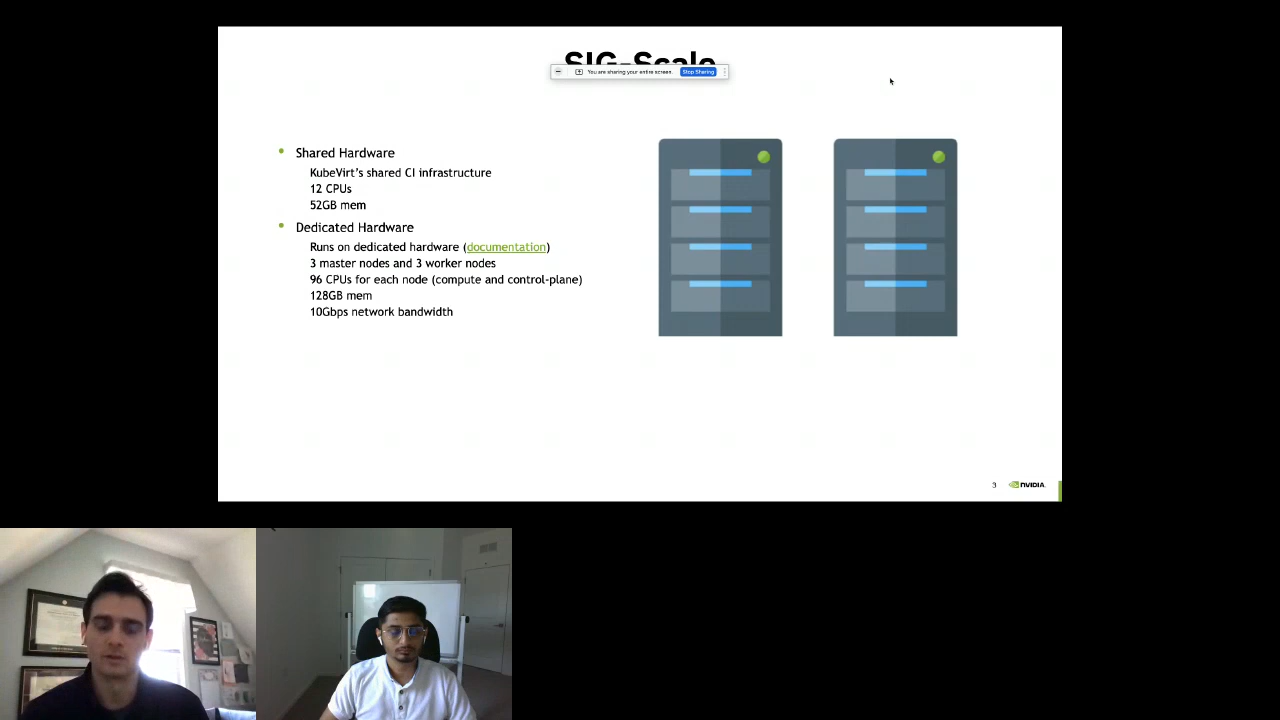 SIG-Scale
You are sharing your entire screen.
Stop Sharing
Shared Hardware
KubeVirt's shared CI infrastructure
12 CPUs
52GB mem
Dedicated Hardware
Runs on dedicated hardware (documentation)
3 master nodes and 3 worker nodes
96 CPUs for each node (compute and control-plane)
128GB mem
10Gbps network bandwidth
3
NVIDIA